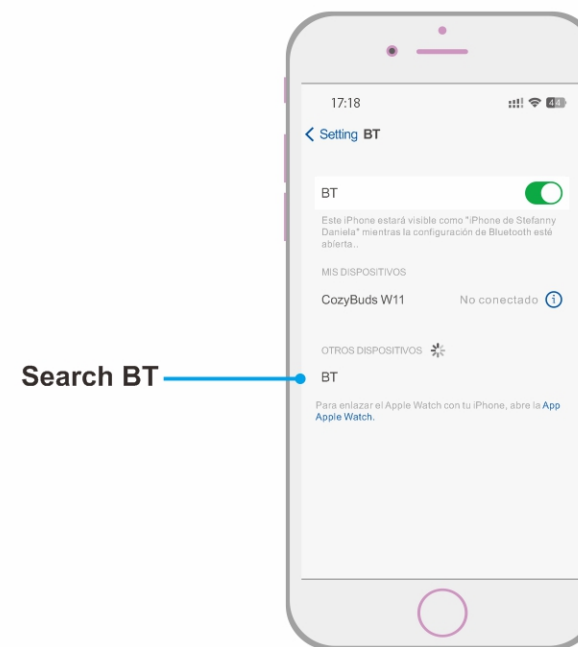 17:18
44
Setting BT
BT
Este iPhone estará visible como "iPhone de Stefanny
Daniela" mientras la configuración de Bluetooth esté
abierta..
MIS DISPOSITIVOS
CozyBuds W11 No conectado
OTROS DISPOSITIVOS
Search BT
BT
Para enlazar el Apple Watch con tu iPhone, abre la App
Apple Watch.